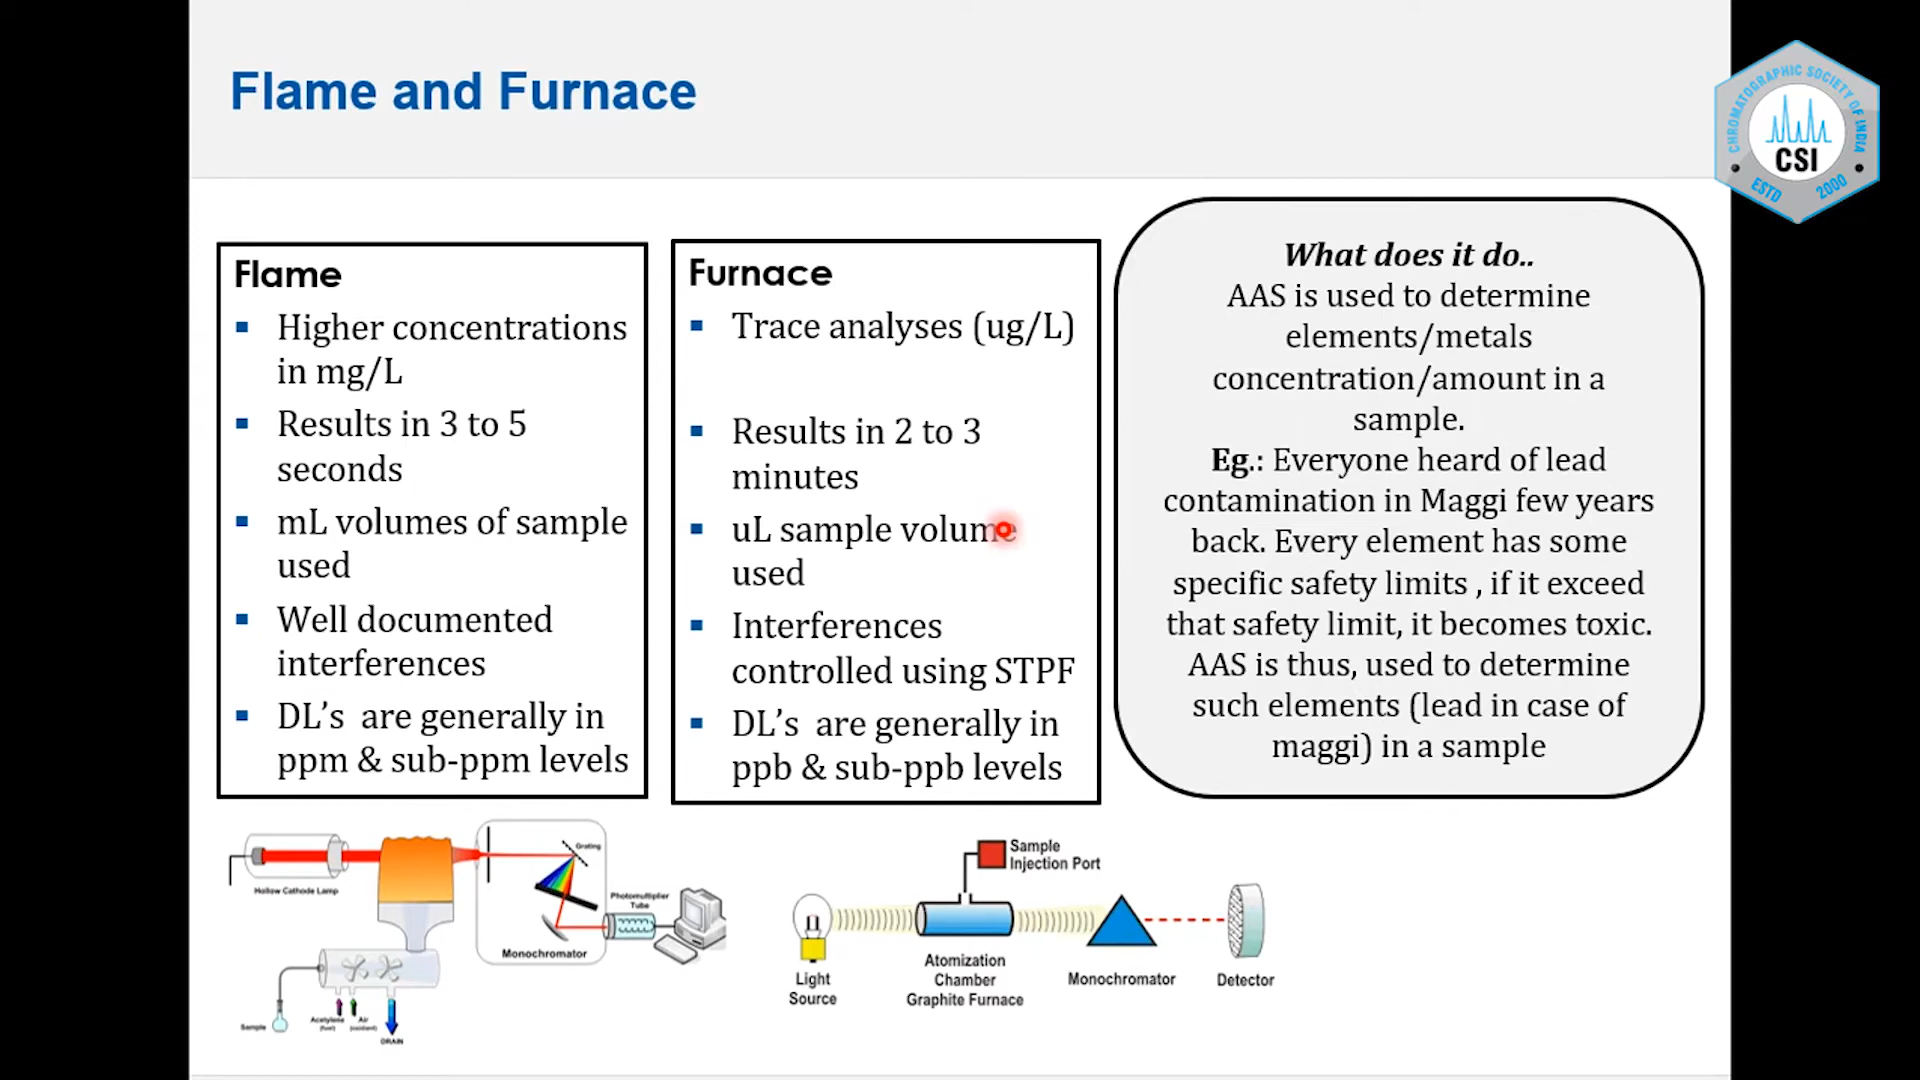 Flame and Furnace
CHROMATOGRAPHIC SOCIETY OF INDIA
CSI
ESTD 2000
Flame
▪ Higher concentrations
in mg/L
▪ Results in 3 to 5
seconds
▪ mL volumes of sample
used
▪ Well documented
interferences
▪ DL’s are generally in
ppm & sub-ppm levels
Furnace
▪ Trace analyses (ug/L)
▪ Results in 2 to 3
minutes
▪ uL sample volume
used
▪ Interferences
controlled using STPF
▪ DL’s are generally in
ppb & sub-ppb levels
What does it do..
AAS is used to determine
elements/metals
concentration/amount in a
sample.
Eg.: Everyone heard of lead
contamination in Maggi few years
back. Every element has some
specific safety limits , if it exceed
that safety limit, it becomes toxic.
AAS is thus, used to determine
such elements (lead in case of
maggi) in a sample
Hollow Cathode Lamp
Grating
Photomultiplier
Tube
Monochromator
Sample
Acetylene
(fuel)
Air
(oxidant)
DRAIN
Sample
Injection Port
Light
Source
Atomization
Chamber
Graphite Furnace
Monochromator
Detector